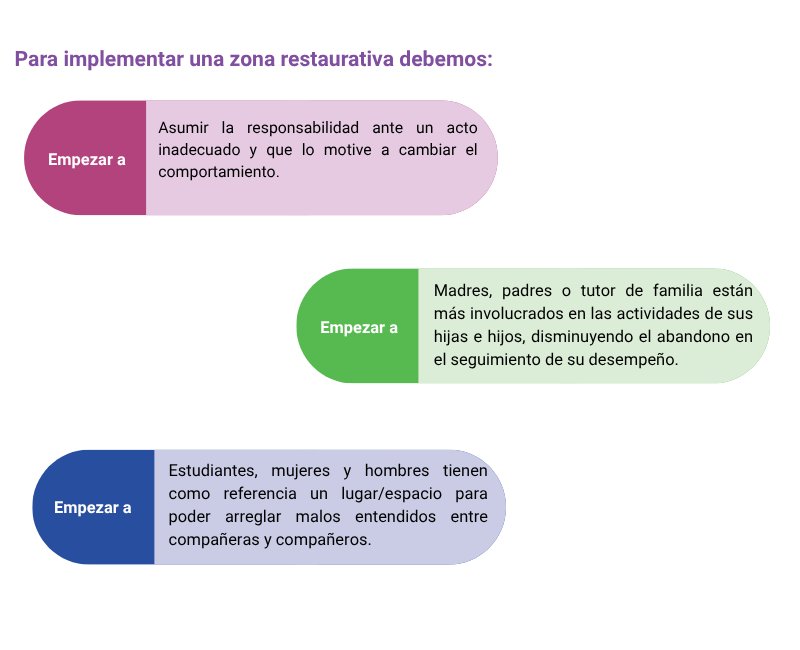 Para implementar una zona restaurativa debemos:
Empezar a
Asumir la responsabilidad ante un acto
inadecuado y que lo motive a cambiar el
comportamiento.
Empezar a
Madres, padres o tutor de familia están
más involucrados en las actividades de sus
hijas e hijos, disminuyendo el abandono en
el seguimiento de su desempeño.
Empezar a
Estudiantes, mujeres y hombres tienen
como referencia un lugar/espacio para
poder arreglar malos entendidos entre
compañeras y compañeros.